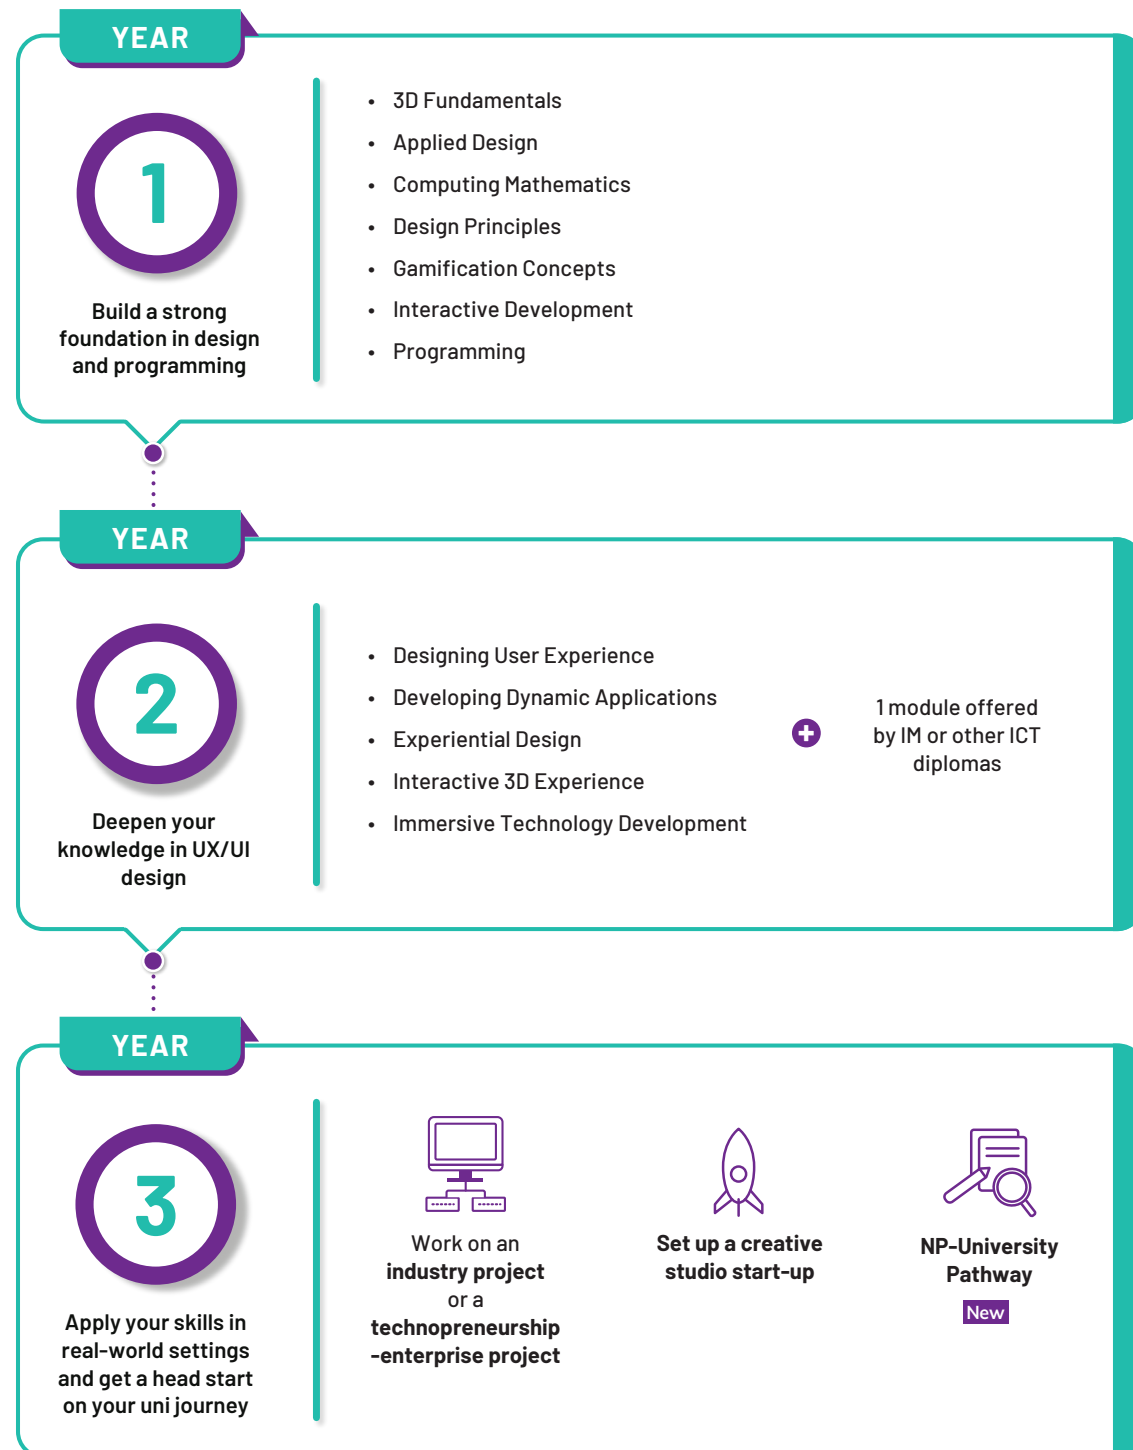 YEAR
1
Build a strong
foundation in design
and programming
• 3D Fundamentals
• Applied Design
• Computing Mathematics
• Design Principles
• Gamification Concepts
• Interactive Development
• Programming
YEAR
2
Deepen your
knowledge in UX/UI
design
• Designing User Experience
• Developing Dynamic Applications
• Experiential Design
• Interactive 3D Experience
• Immersive Technology Development
1 module offered
by IM or other ICT
diplomas
YEAR
3
Apply your skills in
real-world settings
and get a head start
on your uni journey
Work on an
industry project
or a
technopreneurship
-enterprise project
Set up a creative
studio start-up
NP-University
Pathway
New